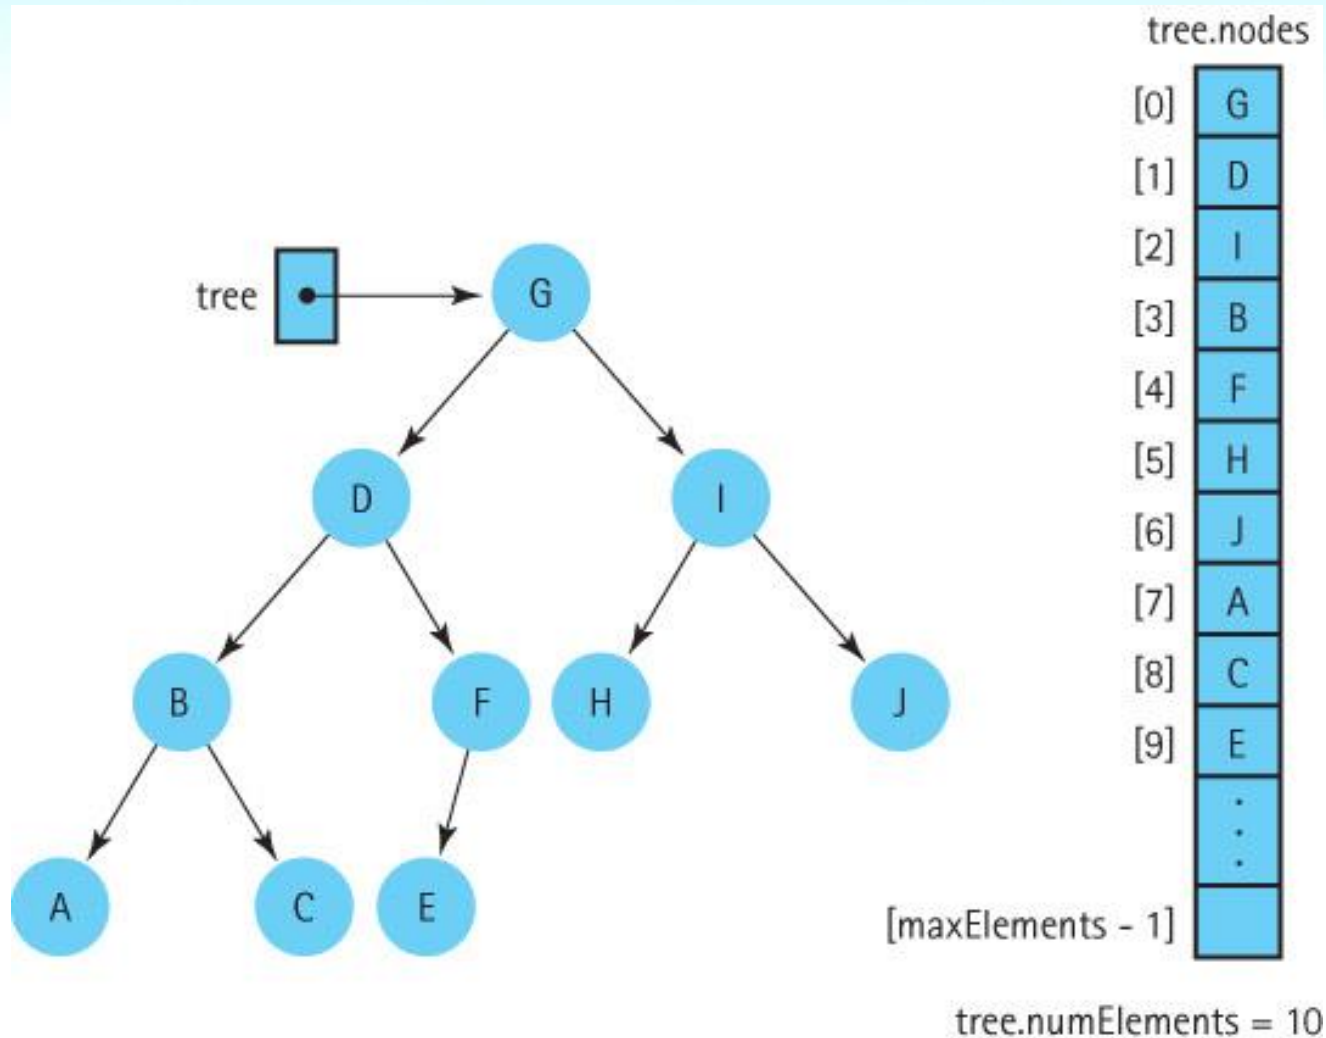 tree.nodes
[0] G
[1] D
[2] I
[3] B
[4] F
[5] H
[6] J
[7] A
[8] C
[9] E
[maxElements - 1]
tree.numElements = 10
tree
G
D I
B F H J
A C E